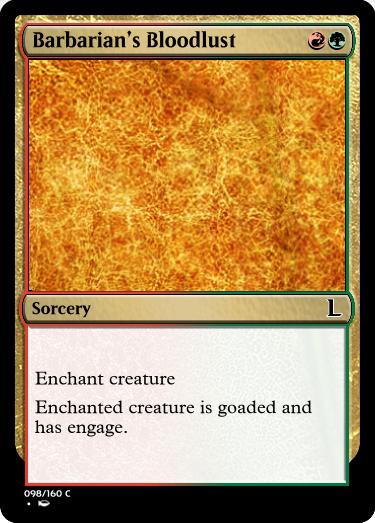 Barbarian's Bloodlust
Sorcery
L
Enchant creature
Enchanted creature is goaded and
has engage.
098/160 C